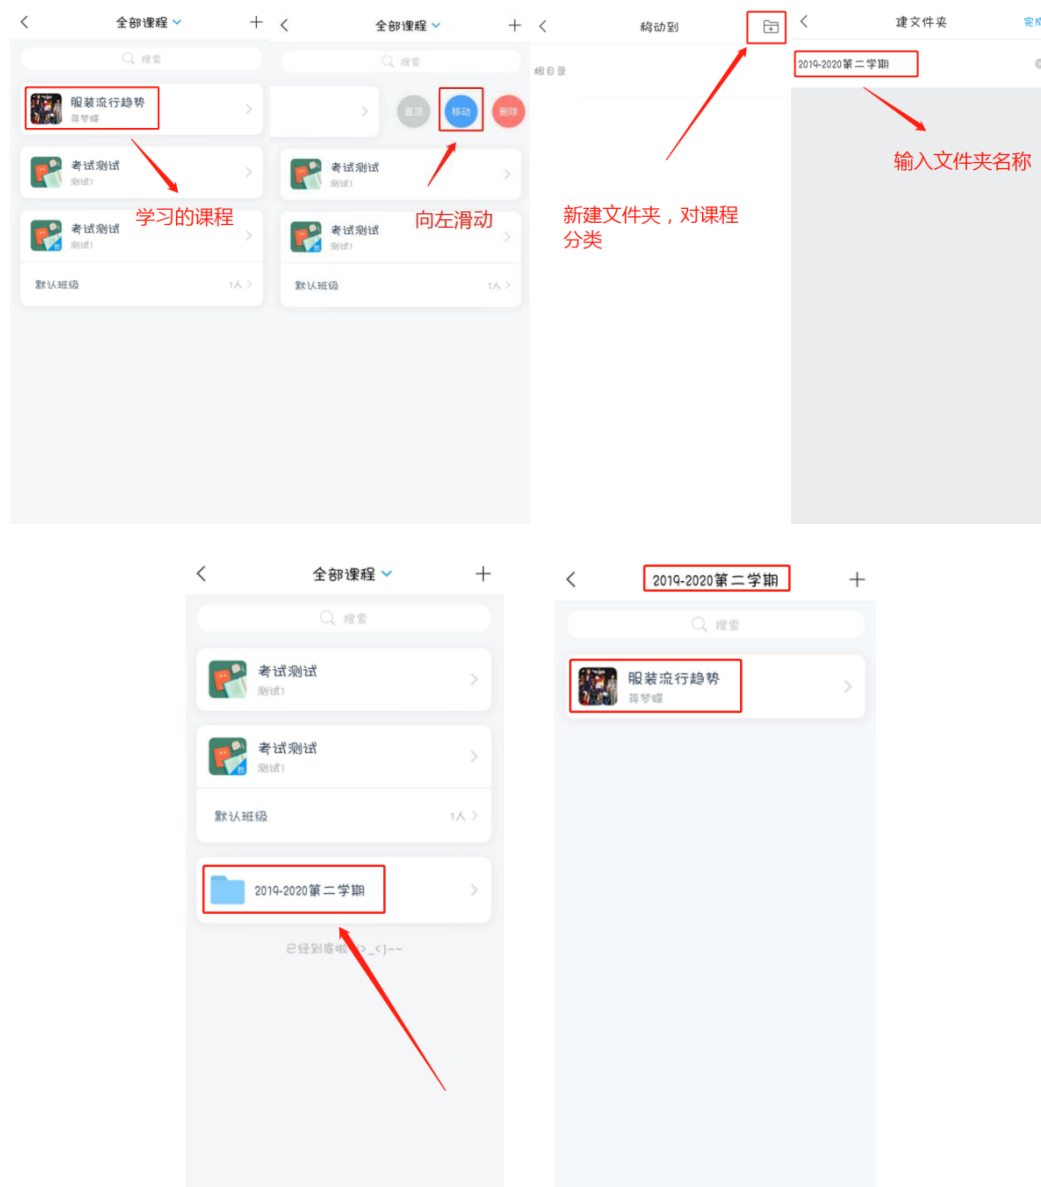 全部课程
搜索
服装流行趋势
蒋梦蝶
考试测试
测试1
学习的课程
考试测试
测试1
默认班级
1人
全部课程
搜索
置顶
移动
删除
考试测试
测试1
向左滑动
考试测试
测试1
默认班级
1人
移动到
根目录
新建文件夹，对课程
分类
建文件夹
完成
2019-2020第二学期
输入文件夹名称
全部课程
搜索
考试测试
测试1
考试测试
测试1
默认班级
1人
2019-2020第二学期
已经到底啦
2019-2020第二学期
搜索
服装流行趋势
蒋梦蝶